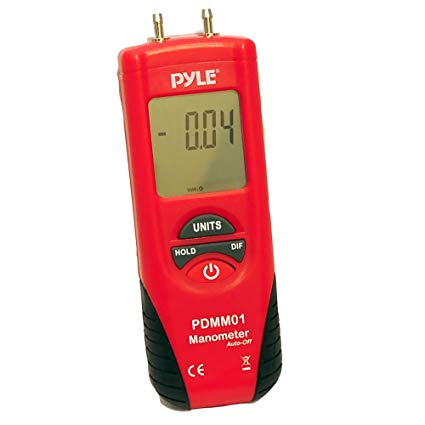 PYLE
- 0.04
UNITS
HOLD DIF
PDMM01
Manometer
Auto-Off
CE